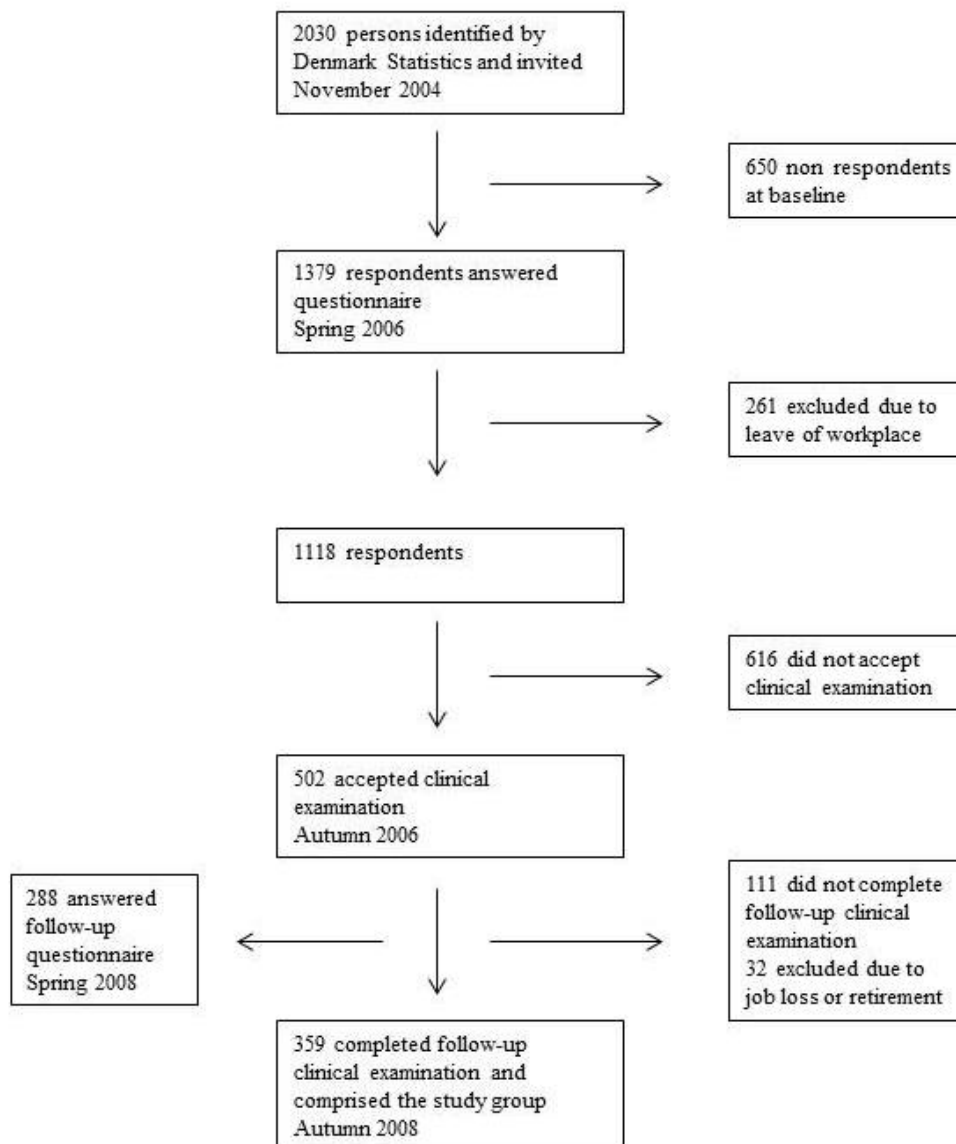 2030 persons identified by
Denmark Statistics and invited
November 2004
650 non respondents
at baseline
1379 respondents answered
questionnaire
Spring 2006
261 excluded due to
leave of workplace
1118 respondents
616 did not accept
clinical examination
502 accepted clinical
examination
Autumn 2006
288 answered
follow-up
questionnaire
Spring 2008
111 did not complete
follow-up clinical
examination
32 excluded due to
job loss or retirement
359 completed follow-up
clinical examination and
comprised the study group
Autumn 2008